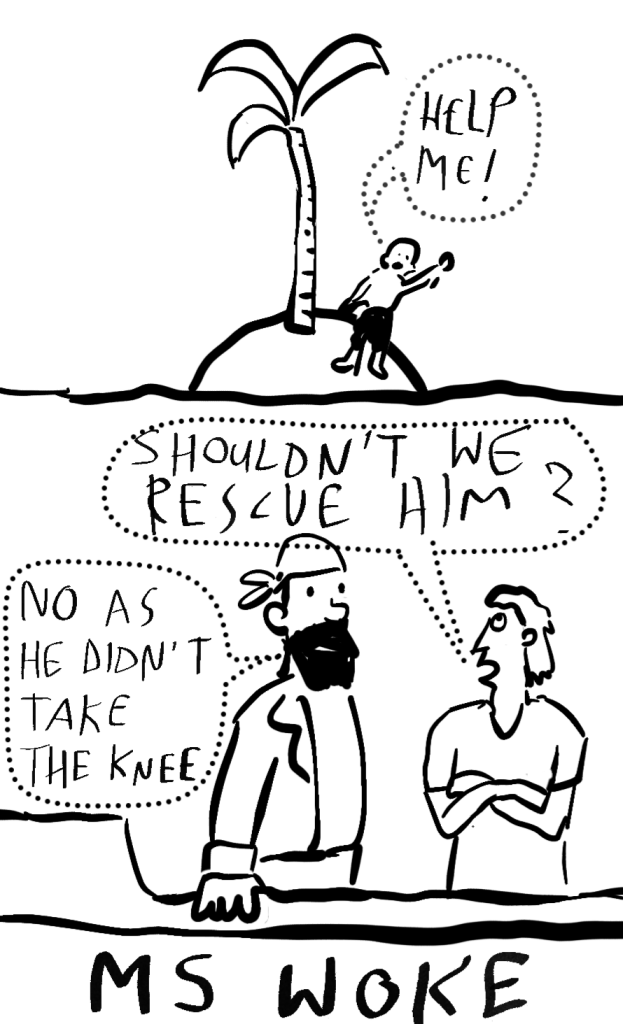 HELP
ME!
SHOULDN'T WE
RESCUE HIM?
NO AS
HE DIDN'T
TAKE
THE KNEE
MS WOKE